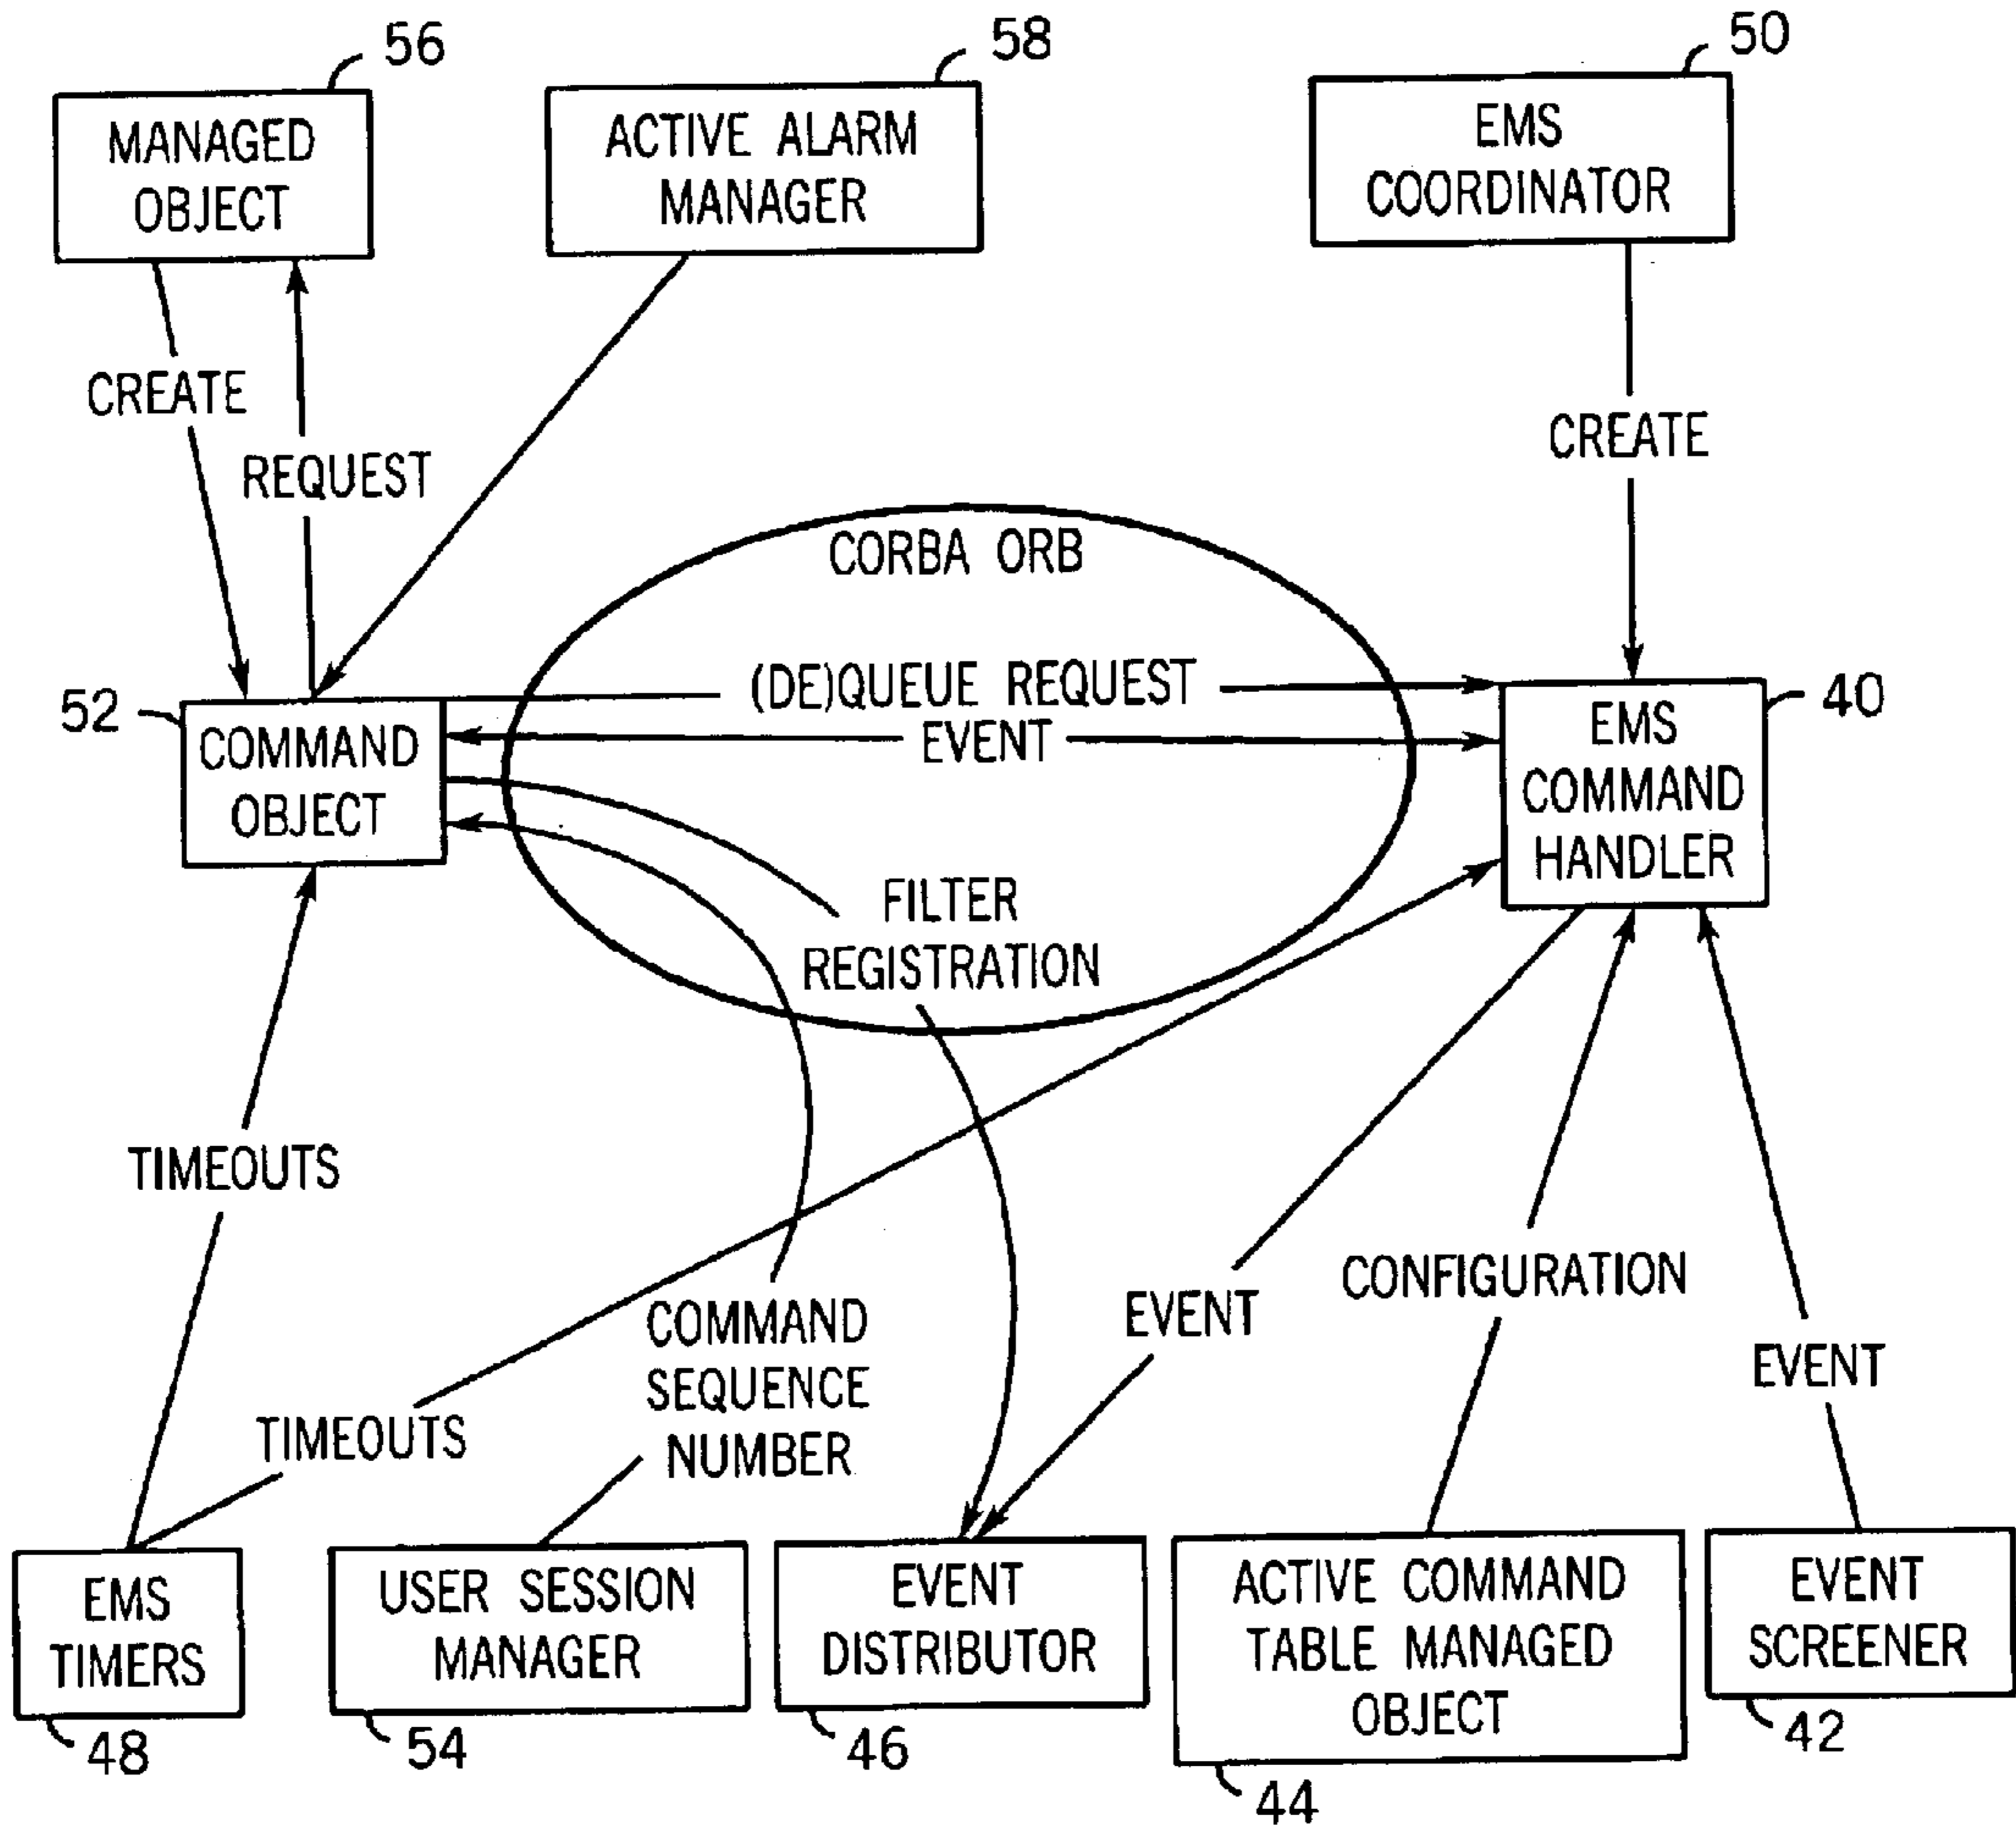 56
58
50
MANAGED
OBJECT
ACTIVE ALARM
MANAGER
EMS
COORDINATOR
CREATE
REQUEST
CREATE
CORBA ORB
(DE)QUEUE REQUEST
EVENT
52
COMMAND
OBJECT
40
EMS
COMMAND
HANDLER
FILTER
REGISTRATION
TIMEOUTS
TIMEOUTS
COMMAND
SEQUENCE
NUMBER
EVENT
CONFIGURATION
EVENT
EMS
TIMERS
48
USER SESSION
MANAGER
54
EVENT
DISTRIBUTOR
46
ACTIVE COMMAND
TABLE MANAGED
OBJECT
44
EVENT
SCREENER
42